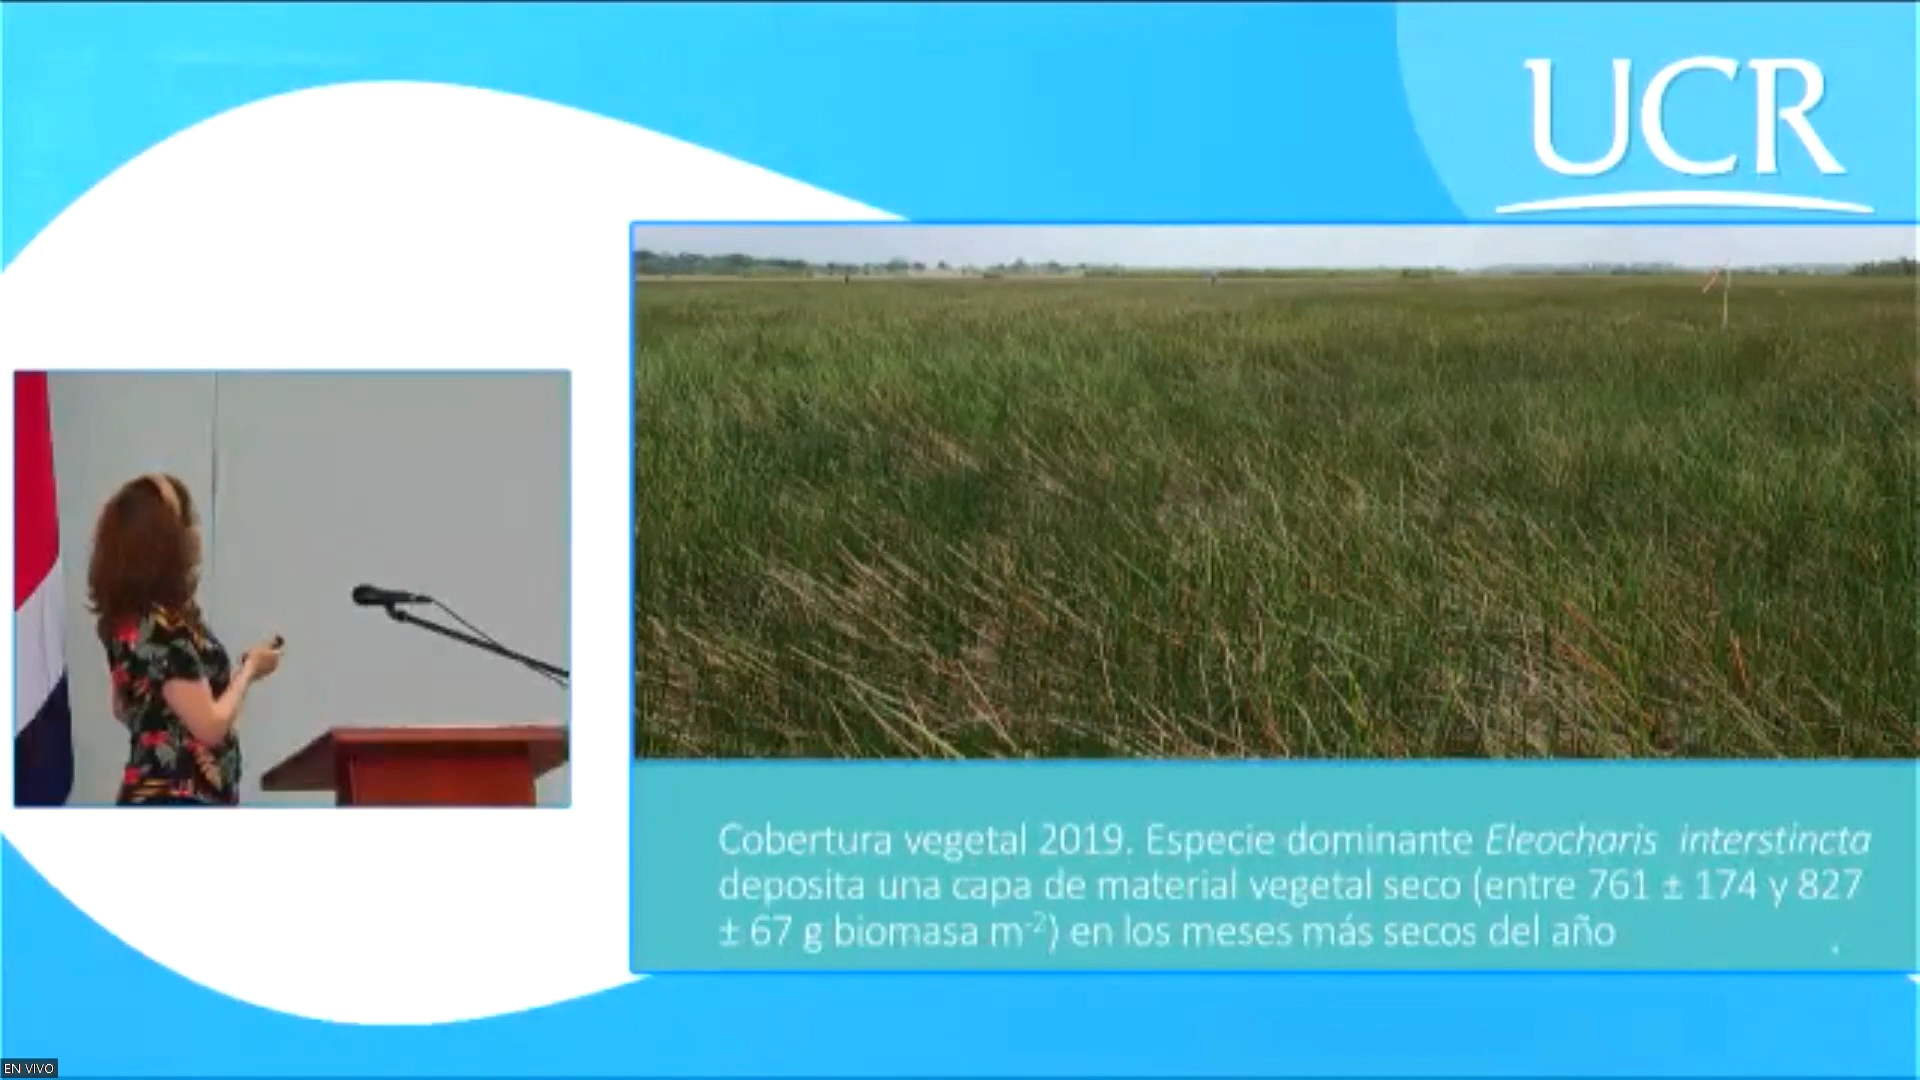 UCR
Cobertura vegetal 2019. Especie dominante Eleocharis interstincta
deposita una capa de material vegetal seco (entre 761 ± 174 y 827
± 67 g biomasa m⁻²) en los meses más secos del año
EN VIVO